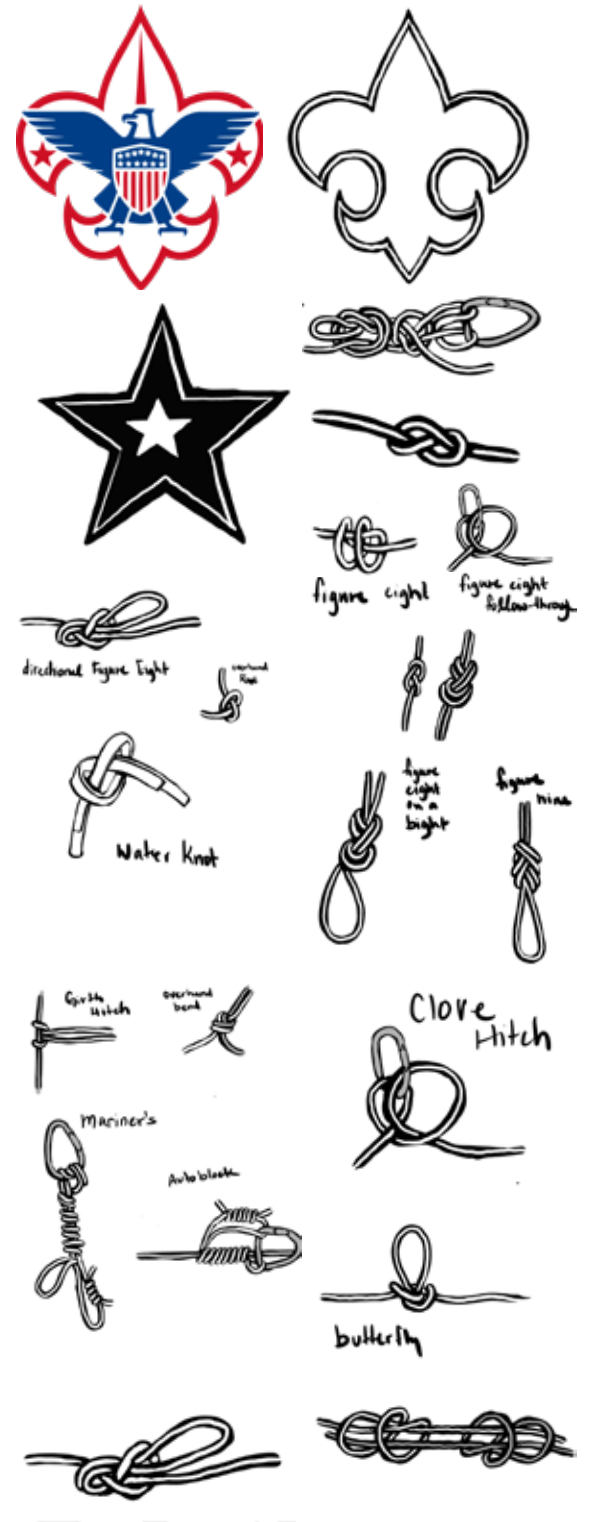 figure eight
figure eight
follow-through
directional Figure Eight
overhand
Water Knot
figure
eight
on a
bight
figure
nine
Girth
Hitch
overhand
bend
Clove
Hitch
Mariner's
Autoblock
butterfly